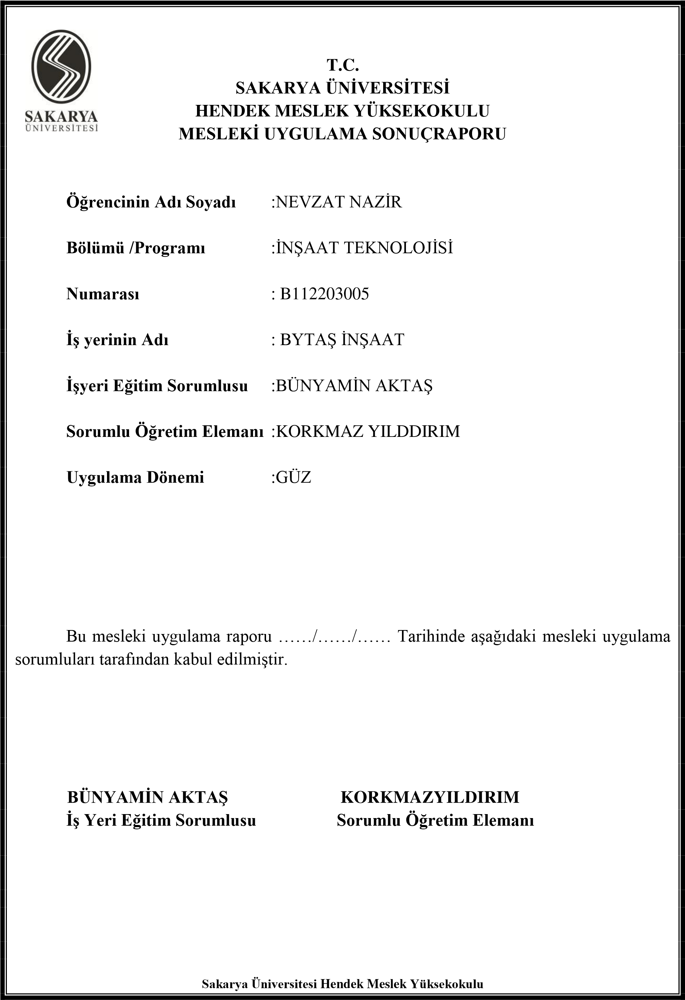 SAKARYA
ÜNİVERSİTESİ
T.C.
SAKARYA ÜNİVERSİTESİ
HENDEK MESLEK YÜKSEKOKULU
MESLEKİ UYGULAMA SONUÇRAPORU
Öğrencinin Adı Soyadı :NEVZAT NAZİR
Bölümü /Programı :İNŞAAT TEKNOLOJİSİ
Numarası : B112203005
İş yerinin Adı : BYTAŞ İNŞAAT
İşyeri Eğitim Sorumlusu :BÜNYAMİN AKTAŞ
Sorumlu Öğretim Elemanı :KORKMAZ YILDDIRIM
Uygulama Dönemi :GÜZ
Bu mesleki uygulama raporu ……/……/…… Tarihinde aşağıdaki mesleki uygulama
sorumluları tarafından kabul edilmiştir.
BÜNYAMİN AKTAŞ KORKMAZYILDIRIM
İş Yeri Eğitim Sorumlusu Sorumlu Öğretim Elemanı
Sakarya Üniversitesi Hendek Meslek Yüksekokulu